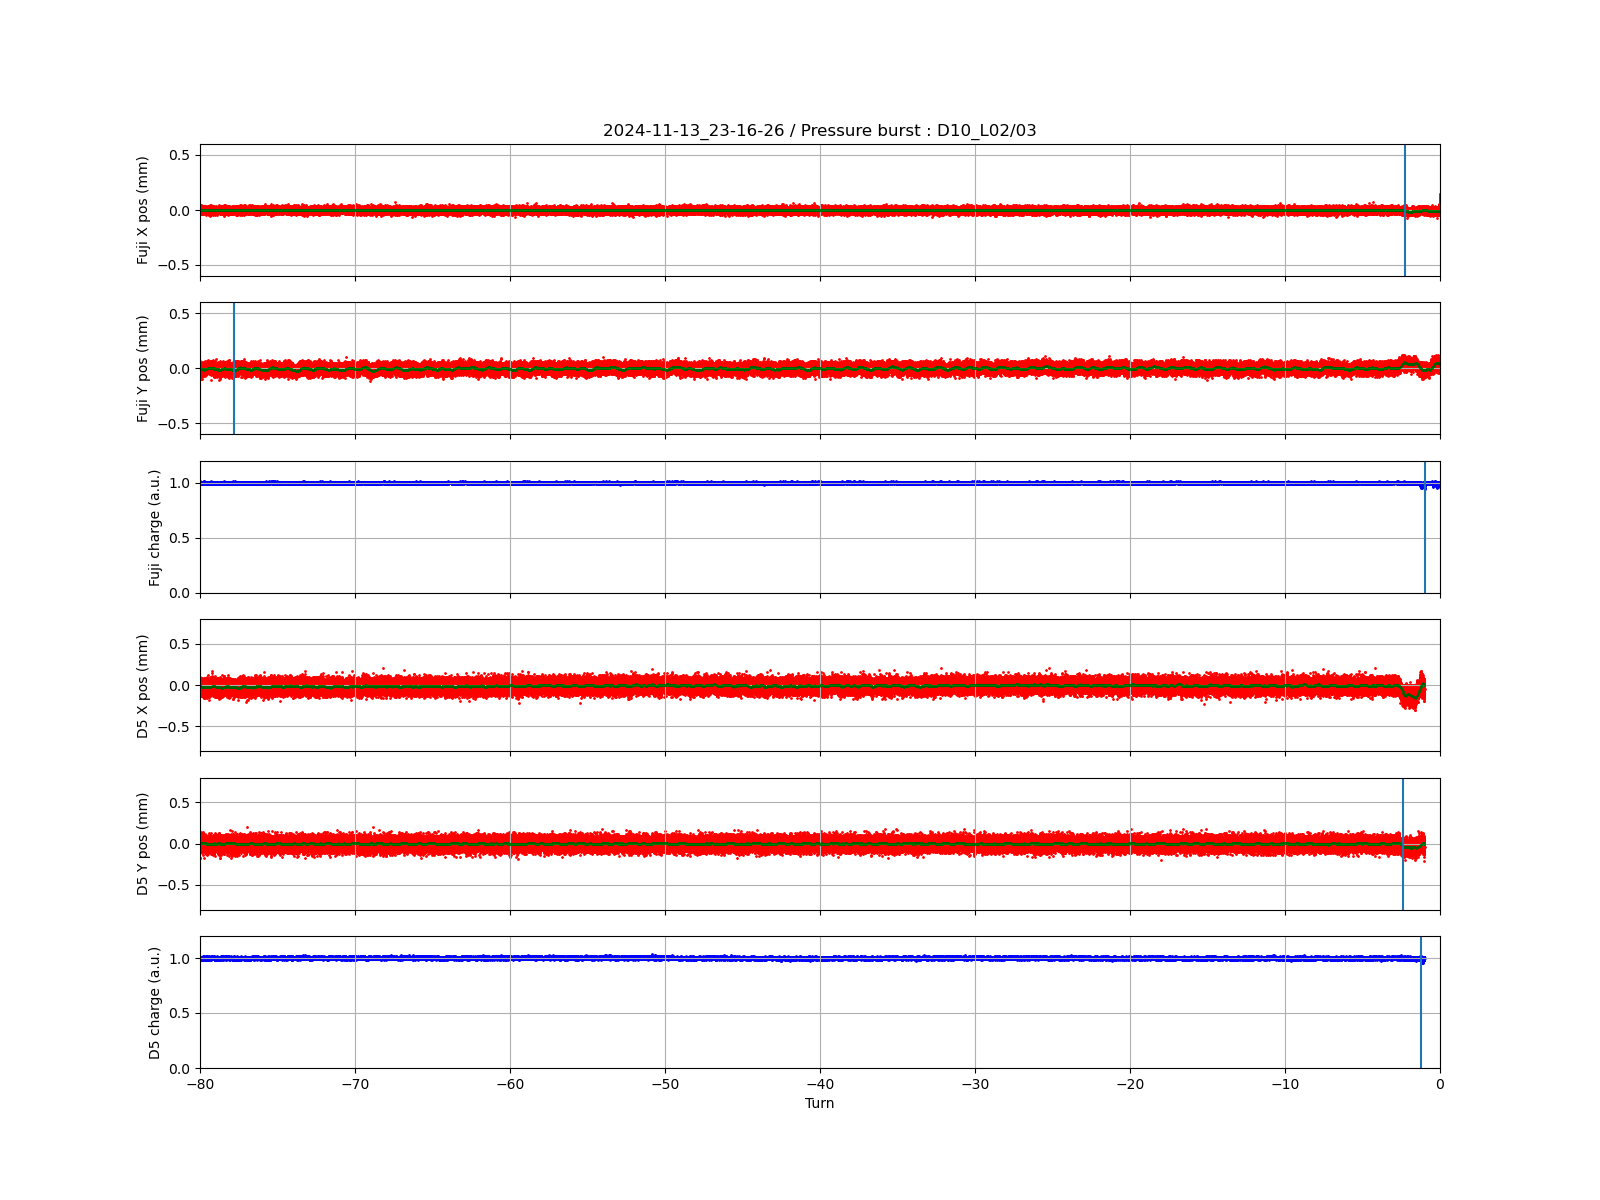 2024-11-13_23-16-26 / Pressure burst : D10_L02/03
Fuji X pos (mm)
0.5
0.0
−0.5
Fuji Y pos (mm)
0.5
0.0
−0.5
Fuji charge (a.u.)
1.0
0.5
0.0
D5 X pos (mm)
0.5
0.0
−0.5
D5 Y pos (mm)
0.5
0.0
−0.5
D5 charge (a.u.)
1.0
0.5
0.0
−80 −70 −60 −50 −40 −30 −20 −10 0
Turn